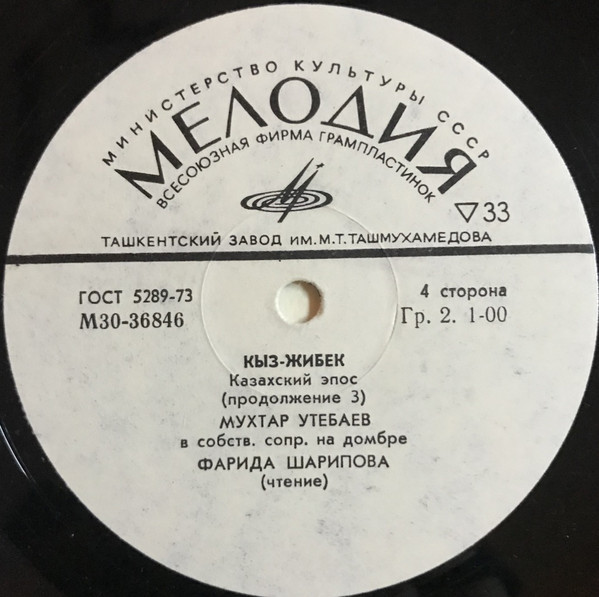 МИНИСТЕРСТВО КУЛЬТУРЫ СССР
МЕЛОДИЯ
ВСЕСОЮЗНАЯ ФИРМА ГРАМПЛАСТИНОК
33
ТАШКЕНТСКИЙ ЗАВОД ИМ.М.Т.ТАШМУХАМЕДОВА
ГОСТ 5289-73
М30-36846
4 сторона
Гр. 2. 1-00
КЫЗ-ЖИБЕК
Казахский эпос
(продолжение 3)
МУХТАР УТЕБАЕВ
в собств. сопр. на домбре
ФАРИДА ШАРИПОВА
(чтение)